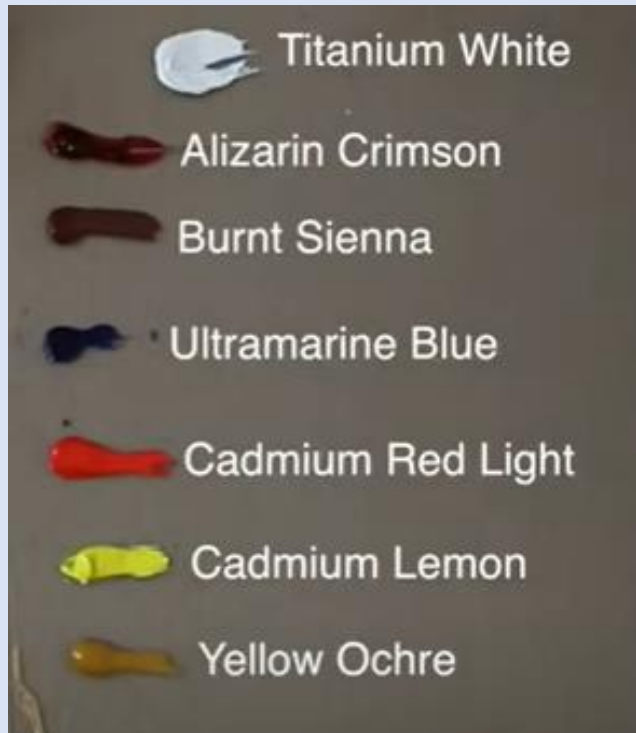 Titanium White
Alizarin Crimson
Burnt Sienna
Ultramarine Blue
Cadmium Red Light
Cadmium Lemon
Yellow Ochre